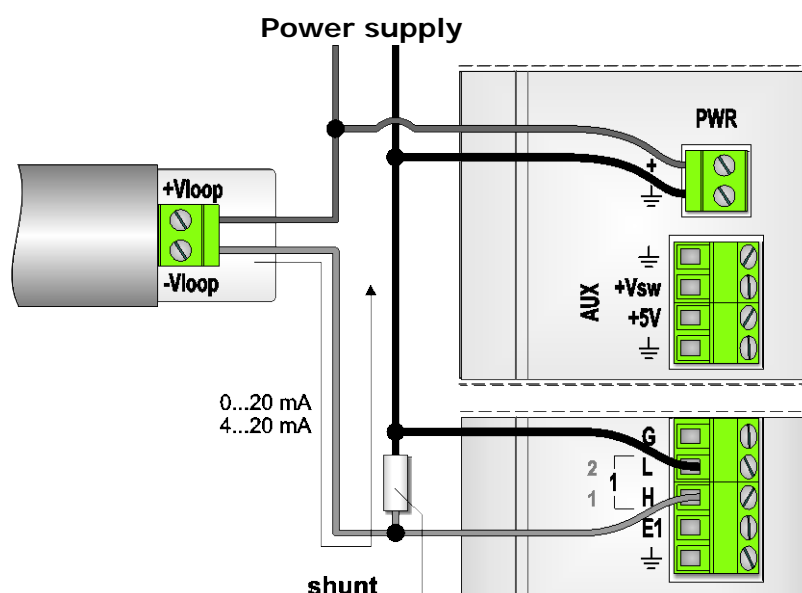 Power supply
PWR
+
+Vloop
-Vloop
AUX
+Vsw
+5V
0...20 mA
4...20 mA
G
2
L
1
1
H
E1
shunt